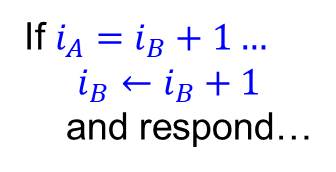 If i_A = i_B + 1 …
i_B ← i_B + 1
and respond…